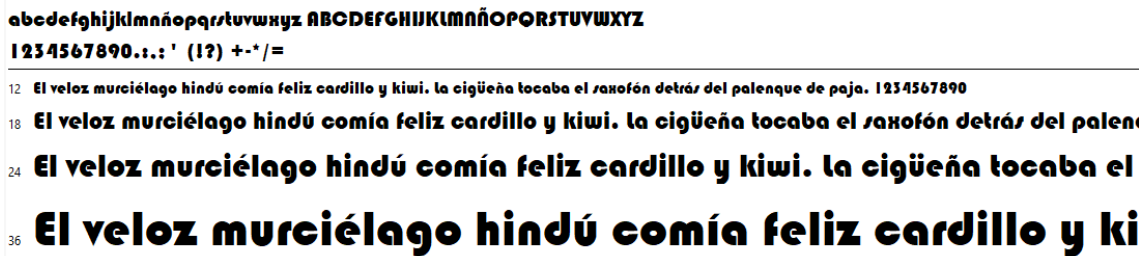 abcdefghijklmnñopqrstuvwxyz ABCDEFGHIJKLMNÑOPQRSTUVWXYZ
1234567890.:,; ' (!?) +-*/=
12 El veloz murciélago hindú comía feliz cardillo y kiwi. La cigüeña tocaba el saxofón detrás del palenque de paja. 1234567890
18 El veloz murciélago hindú comía feliz cardillo y kiwi. La cigüeña tocaba el saxofón detrás del palen
24 El veloz murciélago hindú comía feliz cardillo y kiwi. La cigüeña tocaba el
36 El veloz murciélago hindú comía feliz cardillo y ki